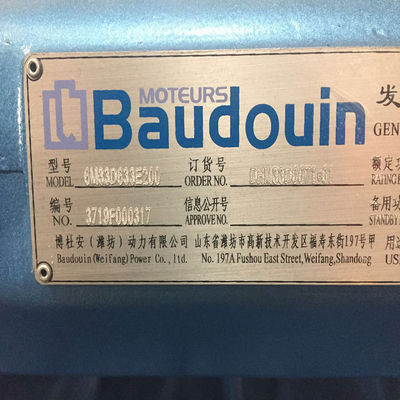 MOTEURS
Baudouin
发
GEN
型号 订货号 额定
MODEL 6M33D633E200 ORDER NO. RATING
编号 信息公开号 备用功
3719F000317 APPROVE NO. STANDBY
博杜安（潍坊）动力有限公司 山东省潍坊市高新技术开发区福寿东街197号甲 用途
Baudouin (Weifang) Power Co., ltd. No. 197A Fushou East Street, Weifang, Shandong US